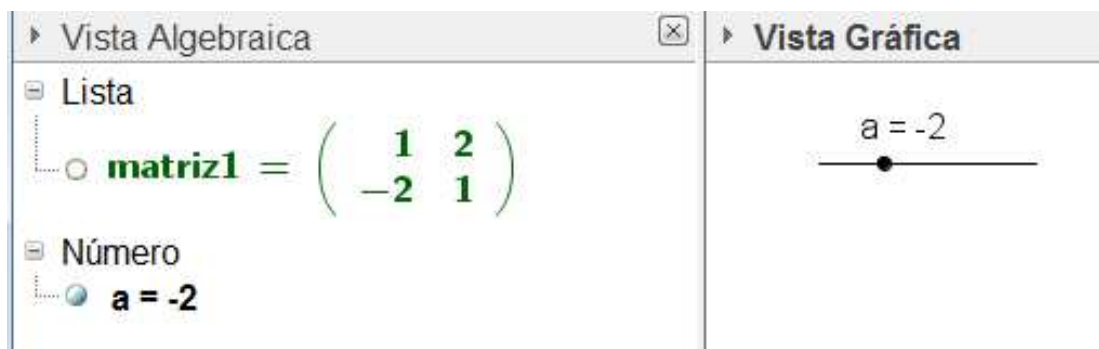 Vista Algebraica
Vista Gráfica
Lista
matriz1 = ( 1 2
-2 1 )
Número
a = -2
a = -2